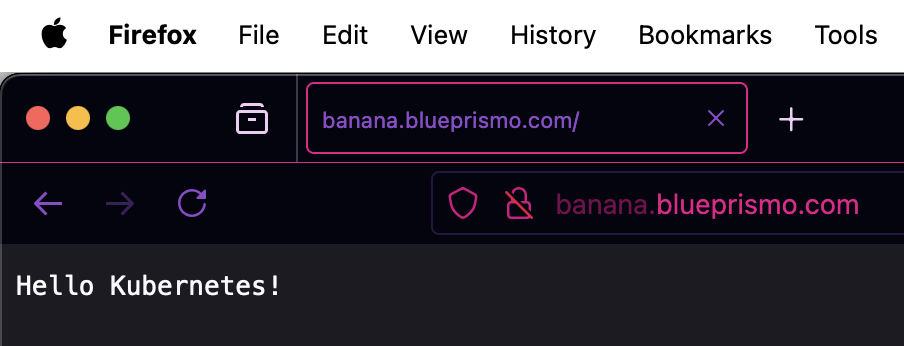 Firefox File Edit View History Bookmarks Tools
banana.blueprismo.com/
banana.blueprismo.com
Hello Kubernetes!